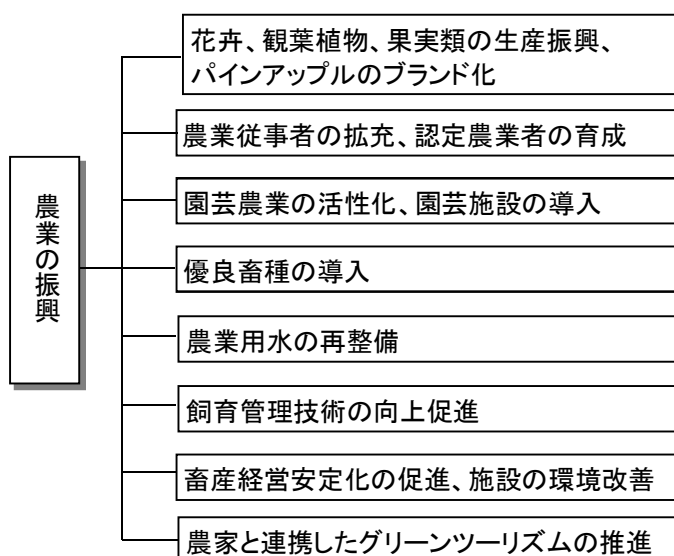 農業の振興
花卉、観葉植物、果実類の生産振興、
パインアップルのブランド化
農業従事者の拡充、認定農業者の育成
園芸農業の活性化、園芸施設の導入
優良畜種の導入
農業用水の再整備
飼育管理技術の向上促進
畜産経営安定化の促進、施設の環境改善
農家と連携したグリーンツーリズムの推進